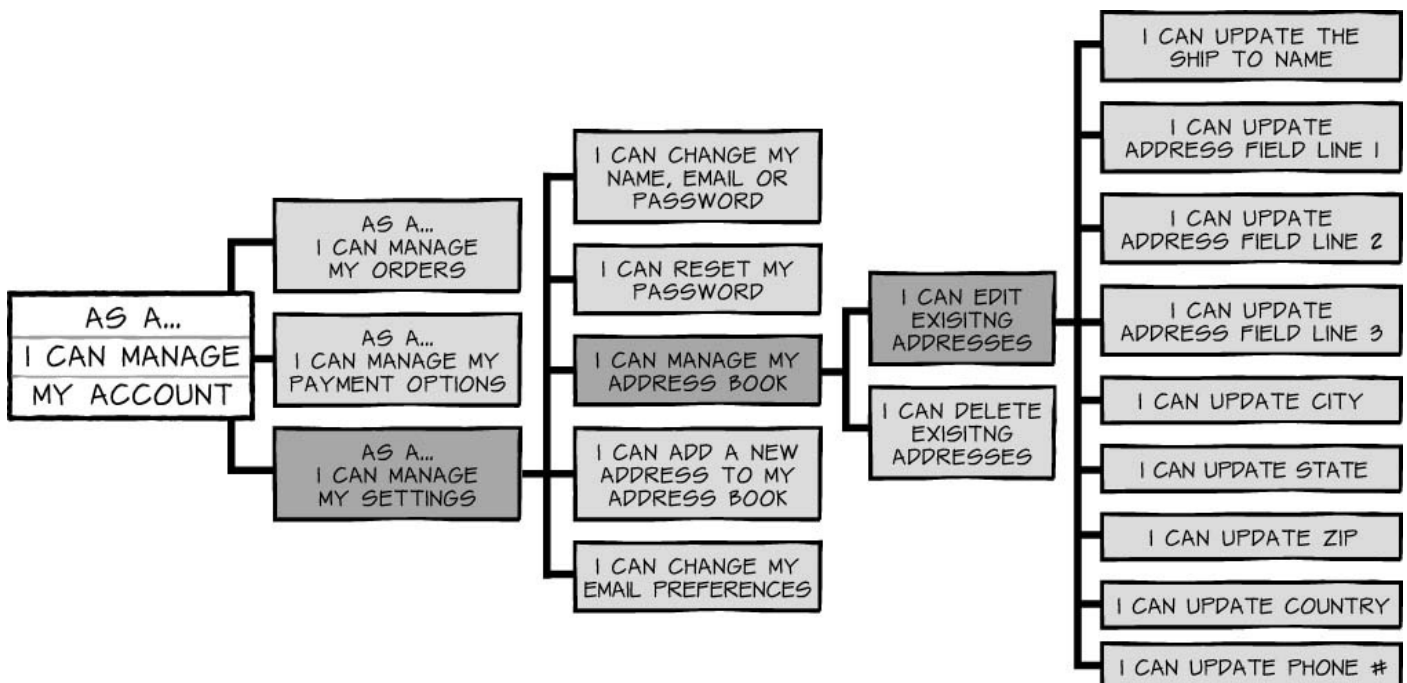 AS A...
I CAN MANAGE
MY ACCOUNT
AS A...
I CAN MANAGE
MY ORDERS
AS A...
I CAN MANAGE MY
PAYMENT OPTIONS
AS A...
I CAN MANAGE
MY SETTINGS
I CAN CHANGE MY
NAME, EMAIL OR
PASSWORD
I CAN RESET MY
PASSWORD
I CAN MANAGE MY
ADDRESS BOOK
I CAN ADD A NEW
ADDRESS TO MY
ADDRESS BOOK
I CAN CHANGE MY
EMAIL PREFERENCES
I CAN EDIT
EXISITNG
ADDRESSES
I CAN DELETE
EXISITNG
ADDRESSES
I CAN UPDATE THE
SHIP TO NAME
I CAN UPDATE
ADDRESS FIELD LINE 1
I CAN UPDATE
ADDRESS FIELD LINE 2
I CAN UPDATE
ADDRESS FIELD LINE 3
I CAN UPDATE CITY
I CAN UPDATE STATE
I CAN UPDATE ZIP
I CAN UPDATE COUNTRY
I CAN UPDATE PHONE #